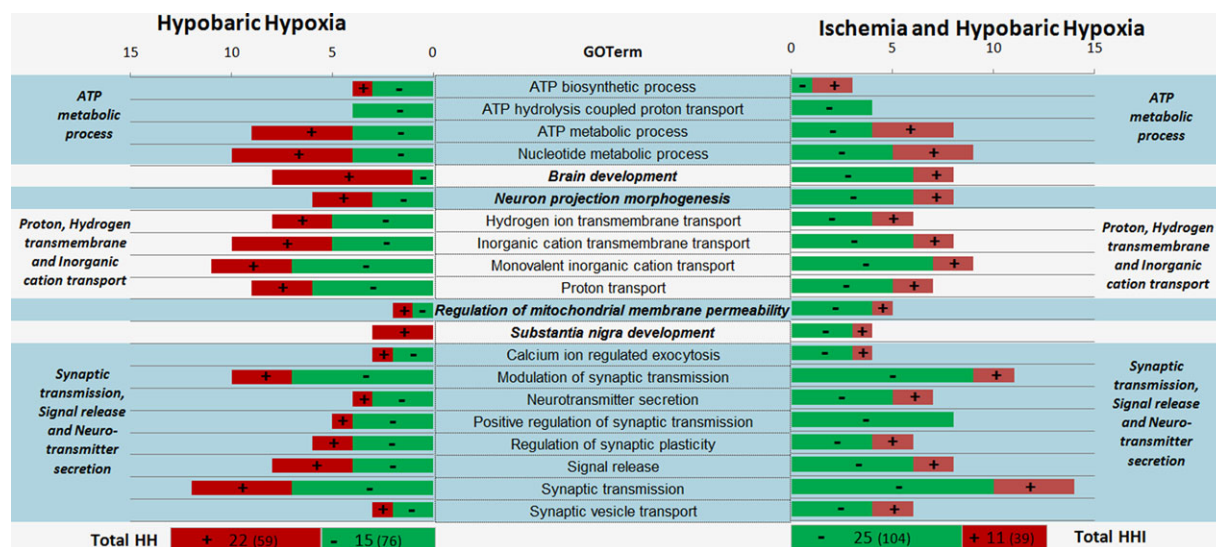 Hypobaric Hypoxia
Ischemia and Hypobaric Hypoxia
15 10 5 0 GOTerm 0 5 10 15
ATP
metabolic
process
Proton, Hydrogen
transmembrane
and Inorganic
cation transport
Synaptic
transmission,
Signal release
and Neuro-
transmitter
secretion
+ - ATP biosynthetic process - +
- ATP hydrolysis coupled proton transport -
+ - ATP metabolic process - +
+ - Nucleotide metabolic process - +
+ - Brain development - +
+ - Neuron projection morphogenesis - +
+ - Hydrogen ion transmembrane transport - +
+ - Inorganic cation transmembrane transport - +
+ - Monovalent inorganic cation transport - +
+ - Proton transport - +
+ - Regulation of mitochondrial membrane permeability - +
+ Substantia nigra development - +
+ - Calcium ion regulated exocytosis - +
+ - Modulation of synaptic transmission - +
+ - Neurotransmitter secretion - +
+ - Positive regulation of synaptic transmission -
+ - Regulation of synaptic plasticity - +
+ - Signal release - +
+ - Synaptic transmission - +
+ - Synaptic vesicle transport - +
ATP
metabolic
process
Proton, Hydrogen
transmembrane
and Inorganic
cation transport
Synaptic
transmission,
Signal release
and Neuro-
transmitter
secretion
Total HH + 22 (59) - 15 (76) - 25 (104) + 11 (39) Total HHI